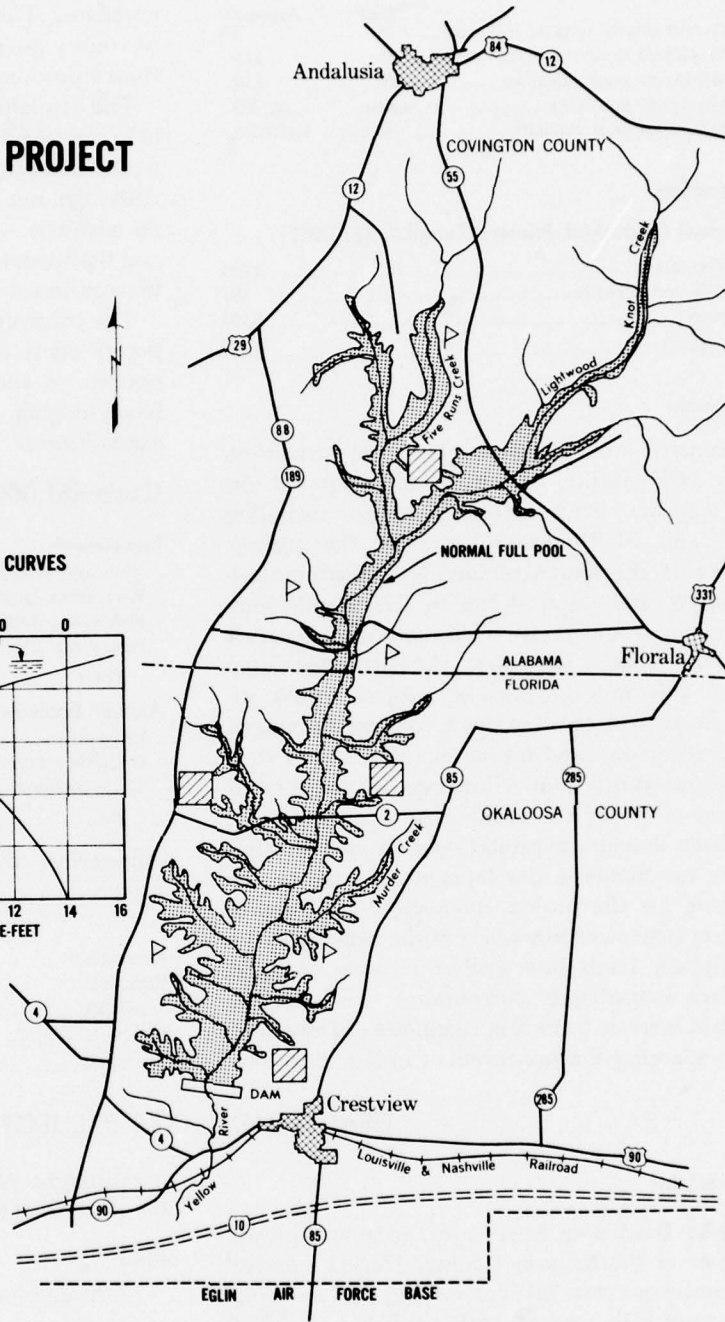 Andalusia
84
12
PROJECT
COVINGTON COUNTY
12
55
Creek
Knot
Lightwood
29
Five Runs Creek
88
189
CURVES
NORMAL FULL POOL
331
0
ALABAMA
Florala
FLORIDA
85
285
2
OKALOOSA COUNTY
Murder Creek
12 14 16
E-FEET
4
DAM
Crestview
285
River
4
90
Louisville & Nashville Railroad
Yellow
90
10
85
EGLIN AIR FORCE BASE